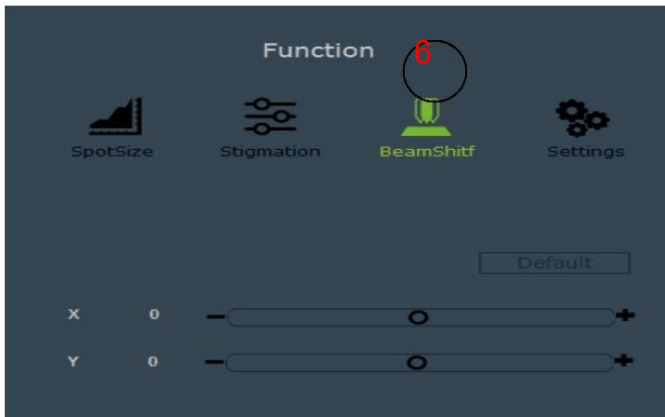 Function 6
SpotSize Stigmation BeamShitf Settings
Default
X 0 − +
Y 0 − +